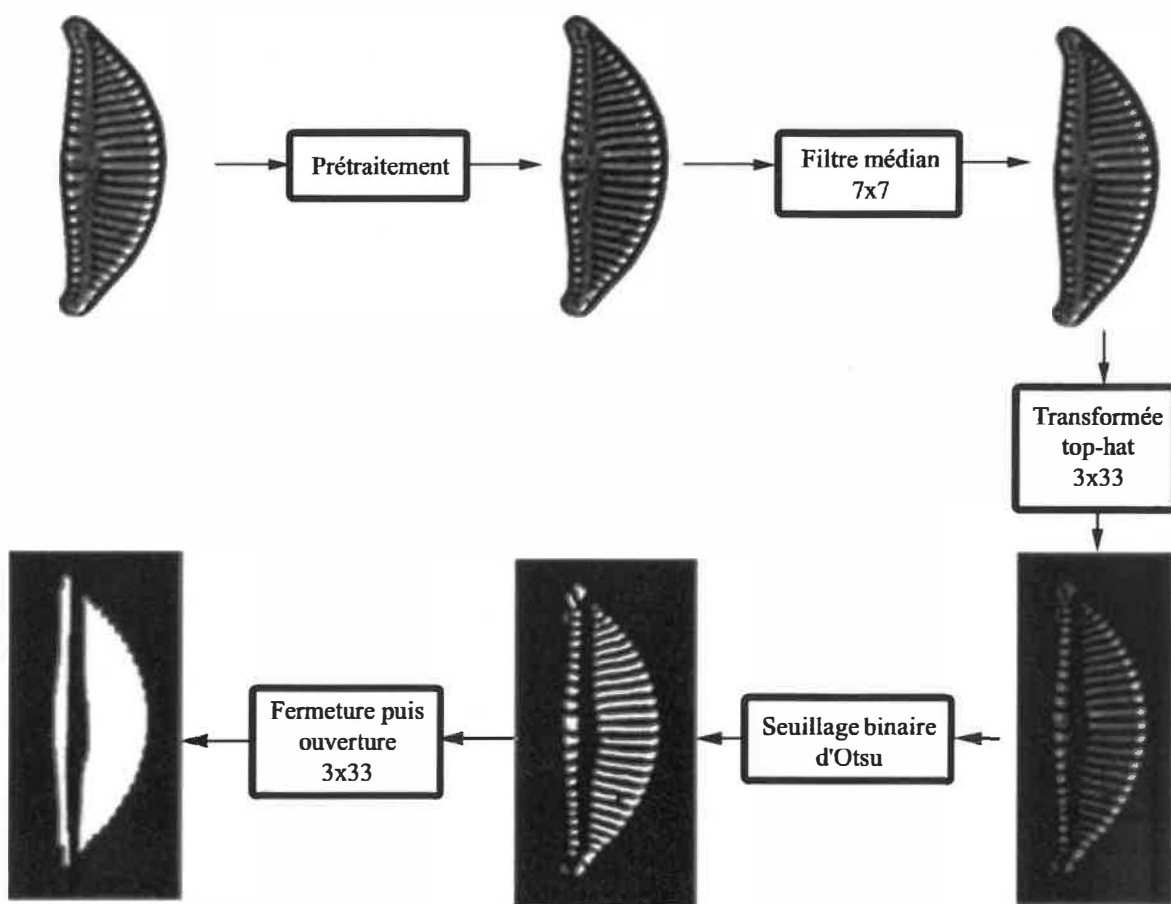 Prétraitement
Filtre médian
7x7
Transformée
top-hat
3x33
Seuillage binaire
d'Otsu
Fermeture puis
ouverture
3x33